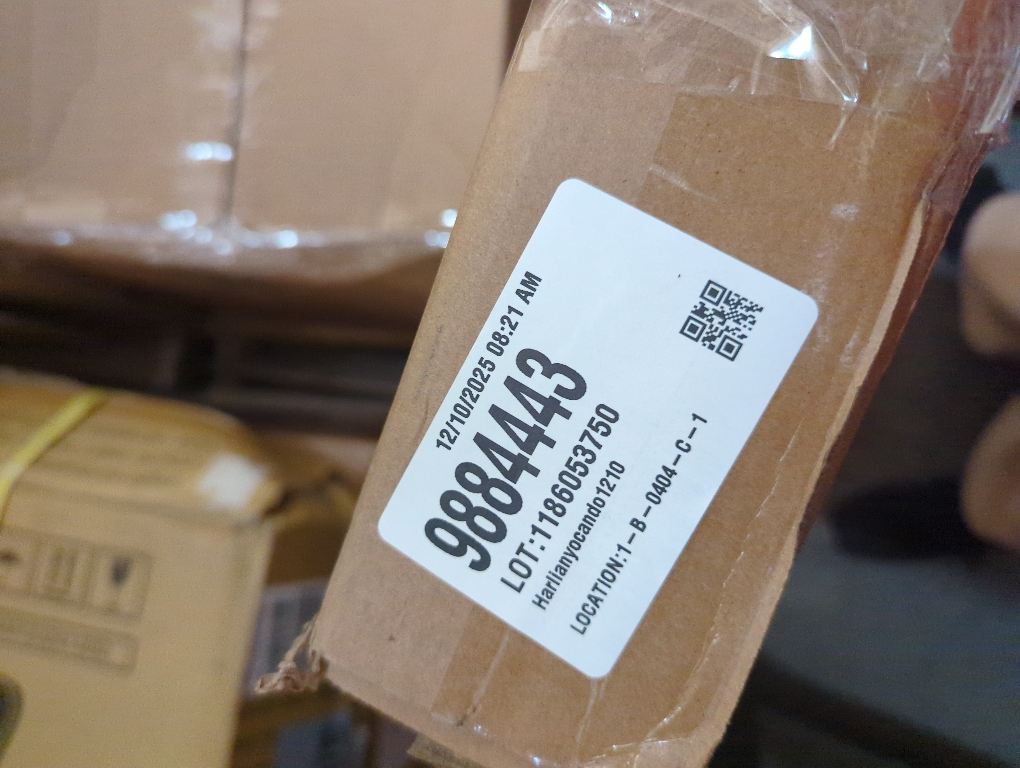 12/10/2025 08:21 AM
9884443
LOT:1186053750
Harlianyocando1210
LOCATION:1-B-0404-C-1